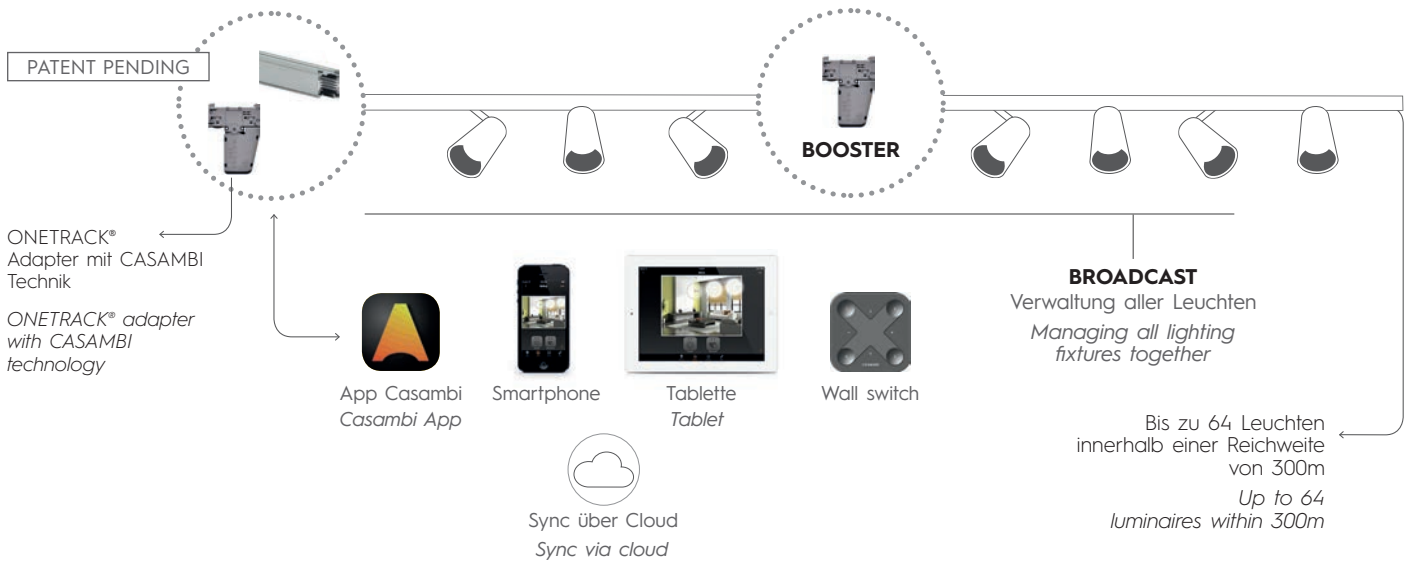 PATENT PENDING
BOOSTER
ONETRACK®
Adapter mit CASAMBI
Technik
ONETRACK® adapter
with CASAMBI
technology
App Casambi
Casambi App
Smartphone
Tablette
Tablet
Wall switch
Sync über Cloud
Sync via cloud
BROADCAST
Verwaltung aller Leuchten
Managing all lighting
fixtures together
Bis zu 64 Leuchten
innerhalb einer Reichweite
von 300m
Up to 64
luminaires within 300m